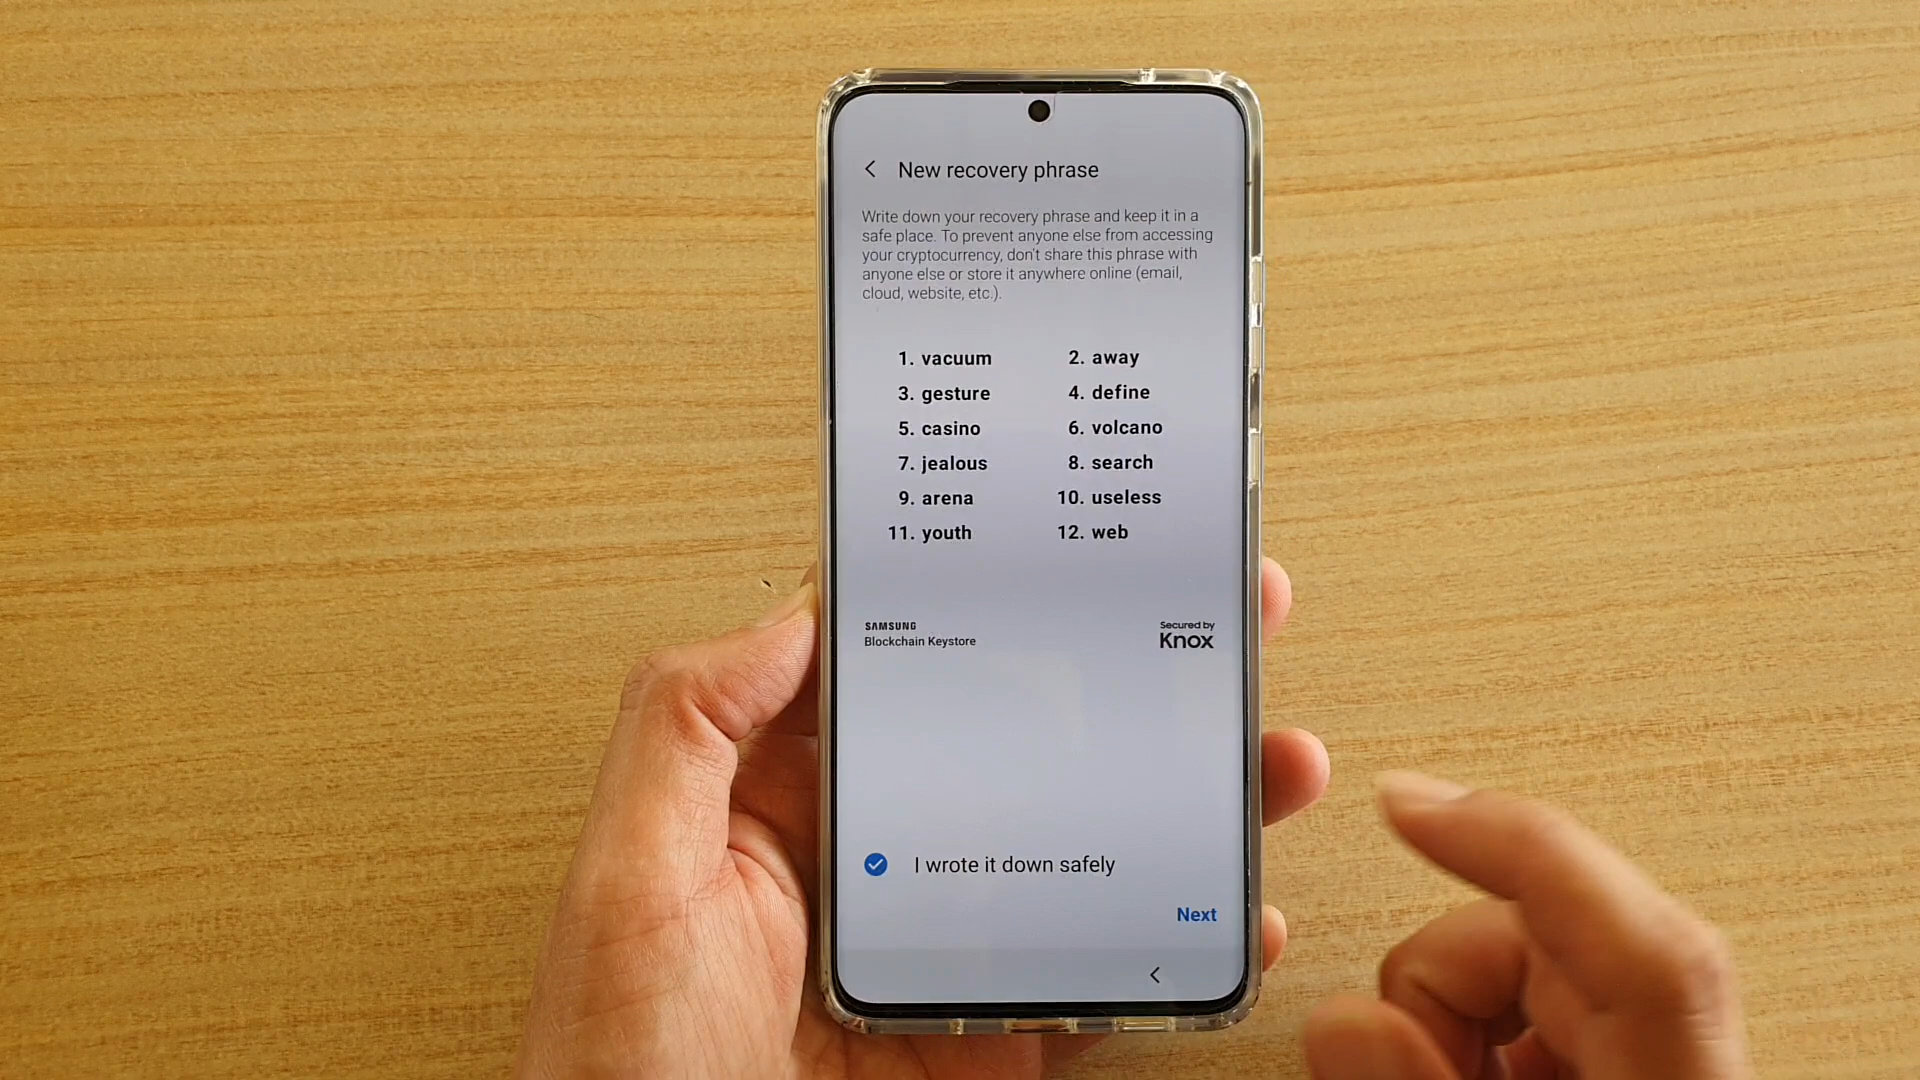 New recovery phrase
Write down your recovery phrase and keep it in a
safe place. To prevent anyone else from accessing
your cryptocurrency, don't share this phrase with
anyone else or store it anywhere online (email,
cloud, website, etc.).
1. vacuum 2. away
3. gesture 4. define
5. casino 6. volcano
7. jealous 8. search
9. arena 10. useless
11. youth 12. web
SAMSUNG
Blockchain Keystore
Secured by
Knox
I wrote it down safely
Next